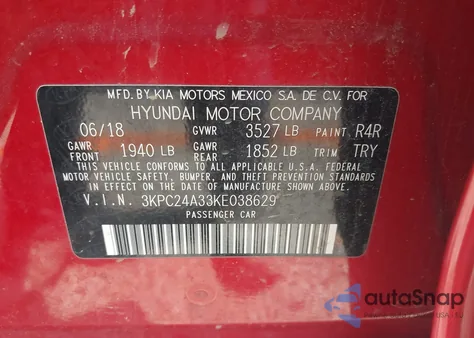 MFD.BY KIA MOTORS MEXICO S.A. DE C.V. FOR
HYUNDAI MOTOR COMPANY
06/18 GVWR 3527 LB PAINT R4R
GAWR FRONT 1940 LB GAWR REAR 1852 LB TRIM TRY
THIS VEHICLE CONFORMS TO ALL APPLICABLE U.S.A. FEDERAL
MOTOR VEHICLE SAFETY, BUMPER, AND THEFT PREVENTION
STANDARDS IN EFFECT ON THE DATE OF MANUFACTURE SHOWN ABOVE.
V.I.N. 3KPC24A33KE038629
PASSENGER CAR
autoSnap